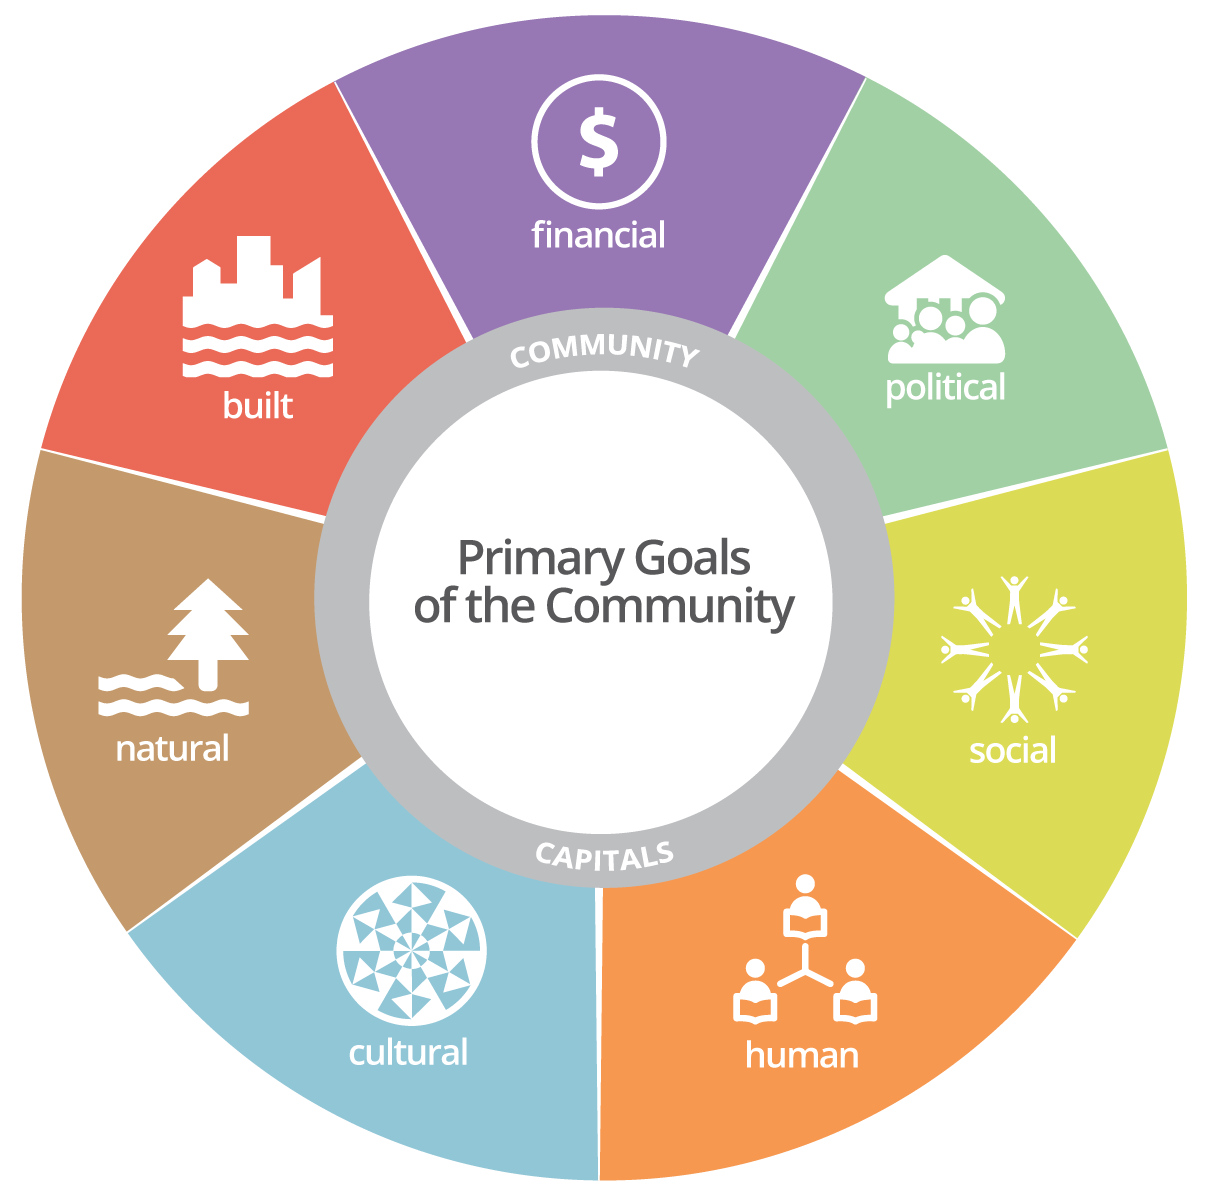 $
financial
built
political
COMMUNITY
Primary Goals
of the Community
natural
social
CAPITALS
cultural
human